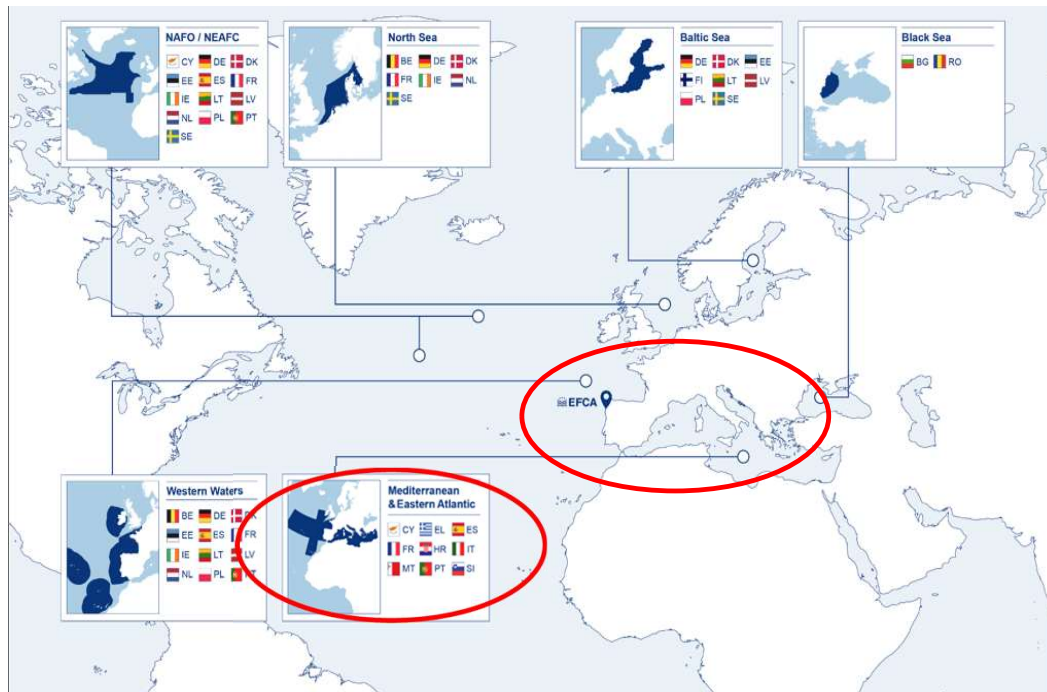 NAFO / NEAFC
CY DE DK
EE ES FR
IE LT LV
NL PL PT
SE
North Sea
BE DE DK
FR IE NL
SE
Baltic Sea
DE DK EE
FI LT LV
PL SE
Black Sea
BG RO
EFCA
Western Waters
BE DE DK
EE ES FR
IE LT LV
NL PL PT
Mediterranean
& Eastern Atlantic
CY EL ES
FR HR IT
MT PT SI